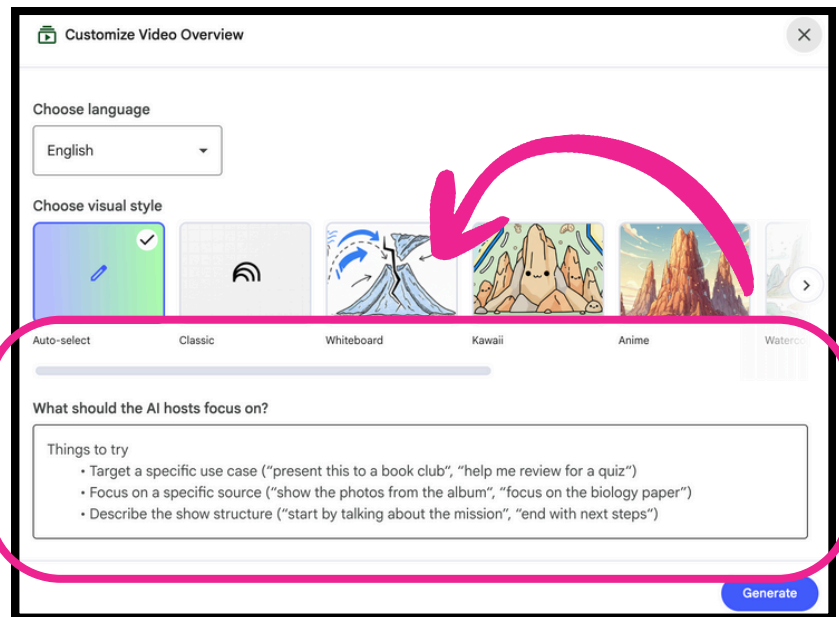 Customize Video Overview
Choose language
English
Choose visual style
Auto-select Classic Whiteboard Kawaii Anime
What should the AI hosts focus on?
Things to try
• Target a specific use case (“present this to a book club”, “help me review for a quiz”)
• Focus on a specific source (“show the photos from the album”, “focus on the biology paper”)
• Describe the show structure (“start by talking about the mission”, “end with next steps”)
Generate